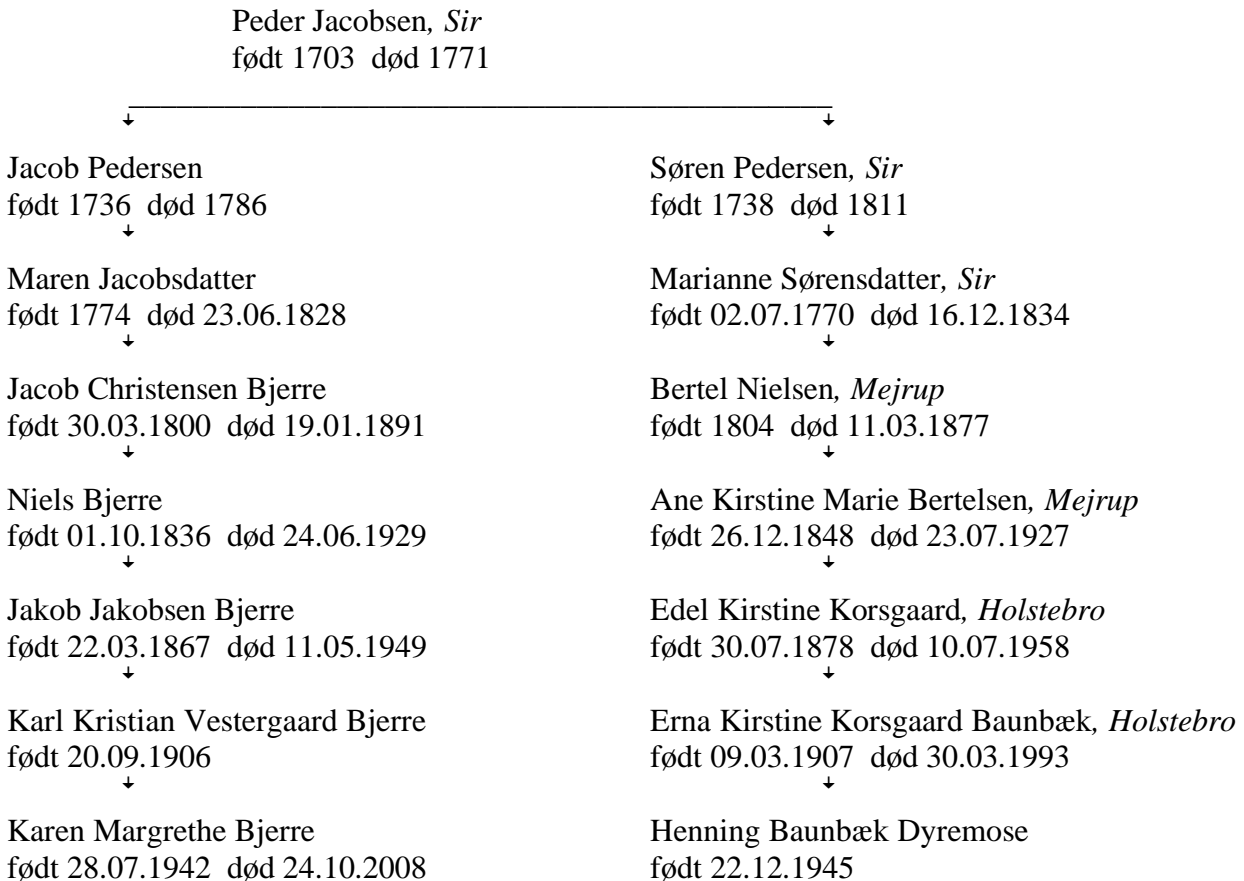 Peder Jacobsen, Sir
født 1703 død 1771
Jacob Pedersen
født 1736 død 1786
Maren Jacobsdatter
født 1774 død 23.06.1828
Jacob Christensen Bjerre
født 30.03.1800 død 19.01.1891
Niels Bjerre
født 01.10.1836 død 24.06.1929
Jakob Jakobsen Bjerre
født 22.03.1867 død 11.05.1949
Karl Kristian Vestergaard Bjerre
født 20.09.1906
Karen Margrethe Bjerre
født 28.07.1942 død 24.10.2008
Søren Pedersen, Sir
født 1738 død 1811
Marianne Sørensdatter, Sir
født 02.07.1770 død 16.12.1834
Bertel Nielsen, Mejrup
født 1804 død 11.03.1877
Ane Kirstine Marie Bertelsen, Mejrup
født 26.12.1848 død 23.07.1927
Edel Kirstine Korsgaard, Holstebro
født 30.07.1878 død 10.07.1958
Erna Kirstine Korsgaard Baunbæk, Holstebro
født 09.03.1907 død 30.03.1993
Henning Baunbæk Dyremose
født 22.12.1945